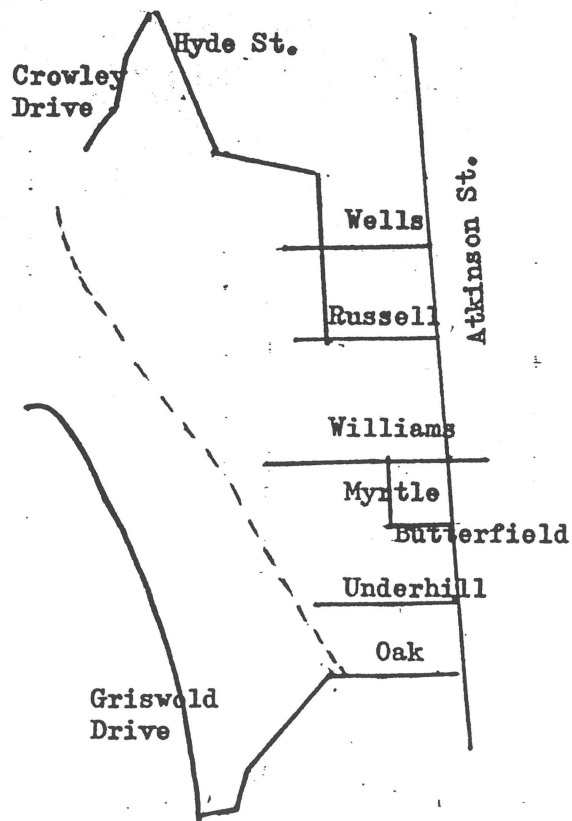 Hyde St.
Crowley
Drive
Atkinson St.
Wells
Russell
Williams
Myrtle
Butterfield
Underhill
Oak
Griswold
Drive